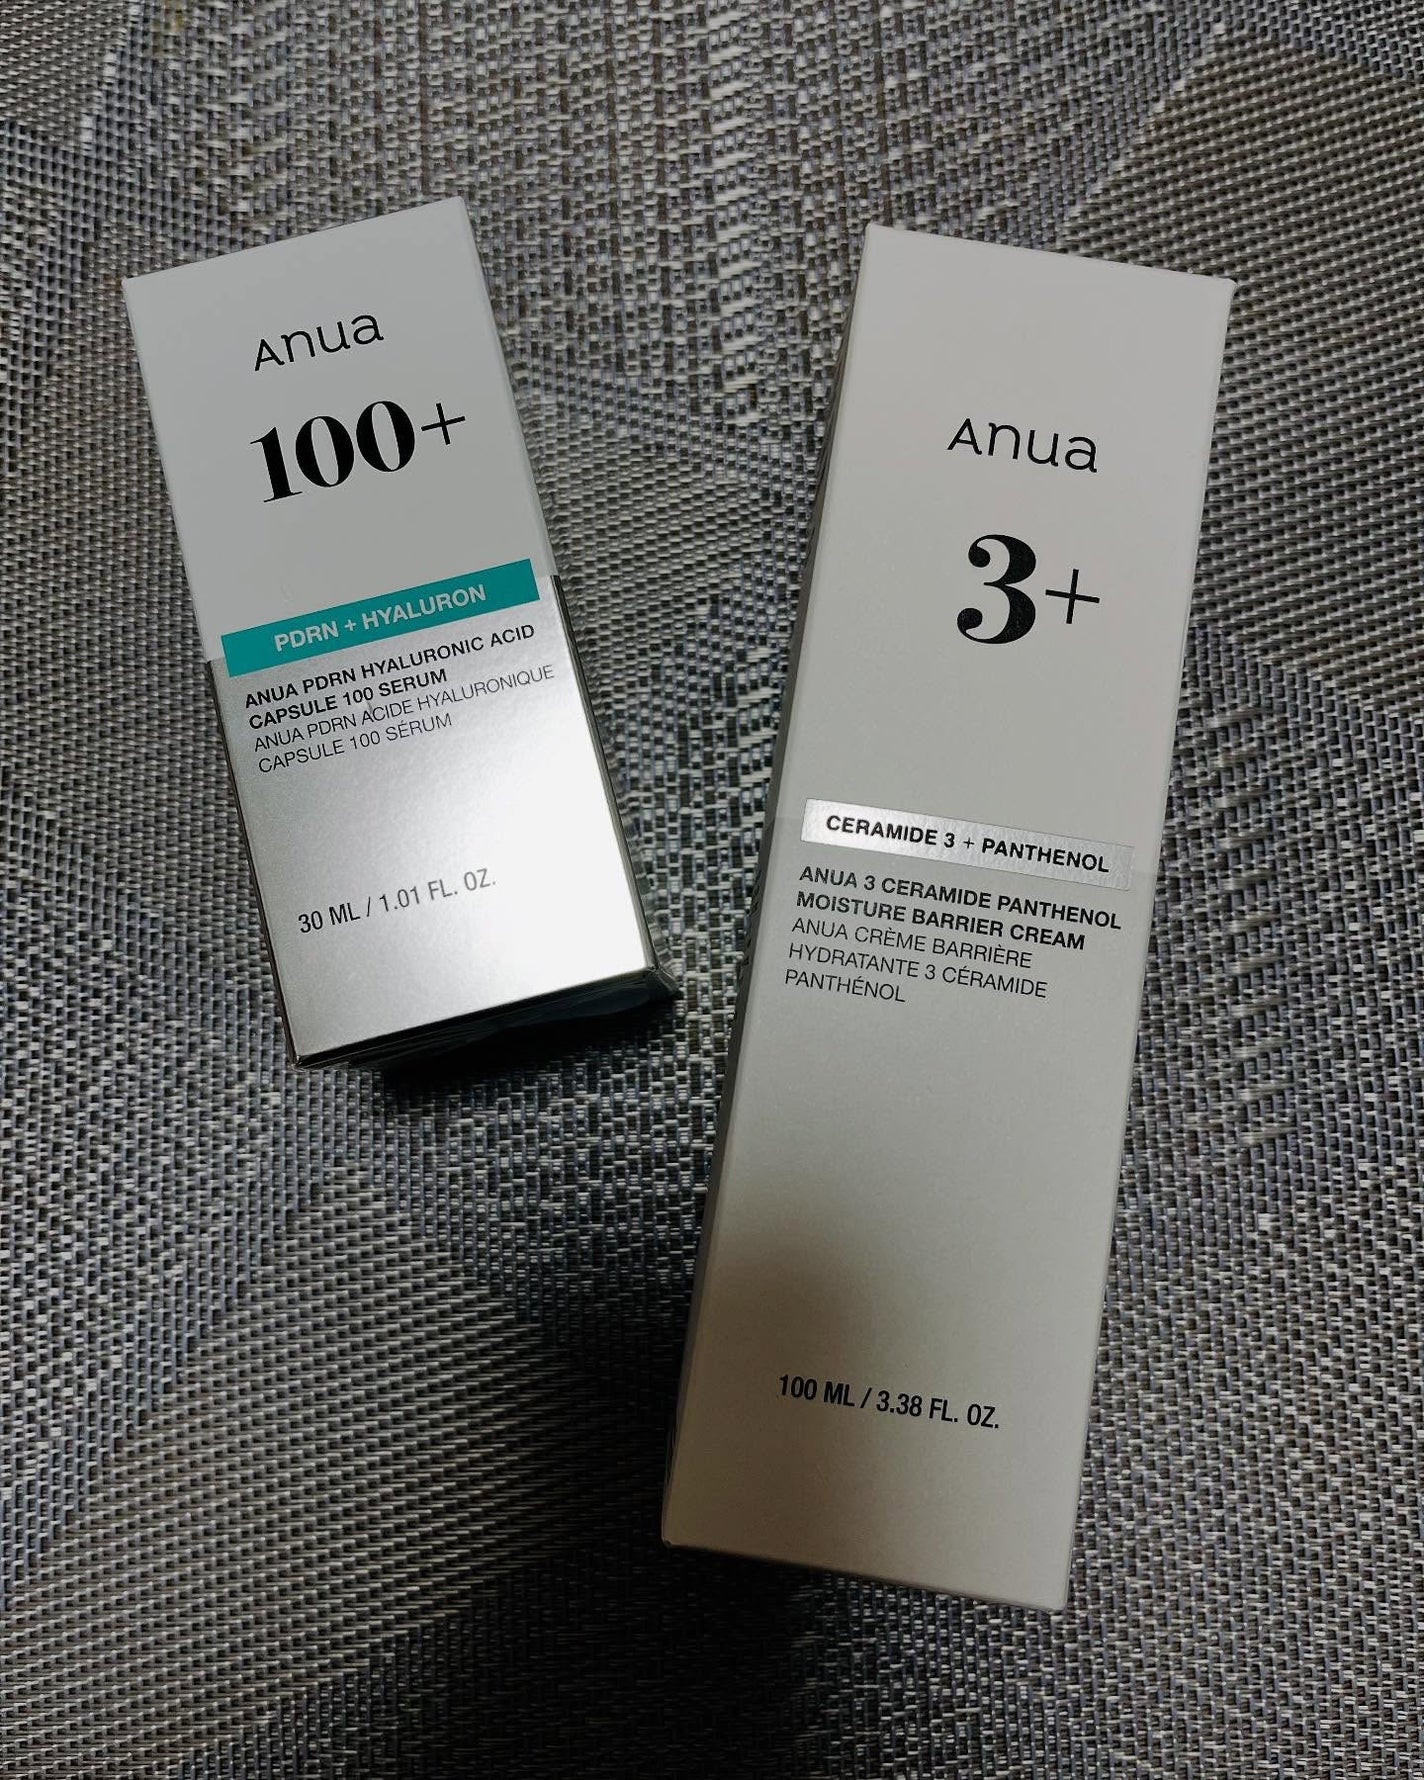 Anua
100+
PDRN + HYALURON
ANUA PDRN HYALURONIC ACID
CAPSULE 100 SERUM
ANUA PDRN ACIDE HYALURONIQUE
CAPSULE 100 SÉRUM
30 ML / 1.01 FL. OZ.
Anua
3+
CERAMIDE 3 + PANTHENOL
ANUA 3 CERAMIDE PANTHENOL
MOISTURE BARRIER CREAM
ANUA CRÈME BARRIÈRE
HYDRATANTE 3 CÉRAMIDE
PANTHÉNOL
100 ML / 3.38 FL. OZ.